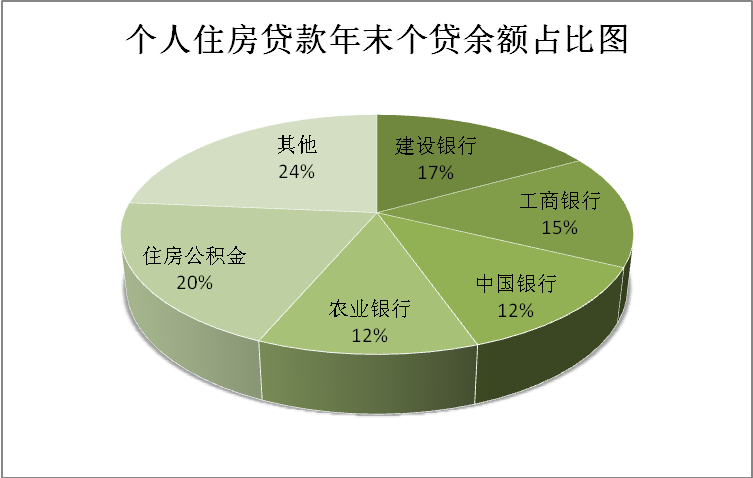 个人住房贷款年末个贷余额占比图
其他
24%
建设银行
17%
工商银行
15%
中国银行
12%
农业银行
12%
住房公积金
20%